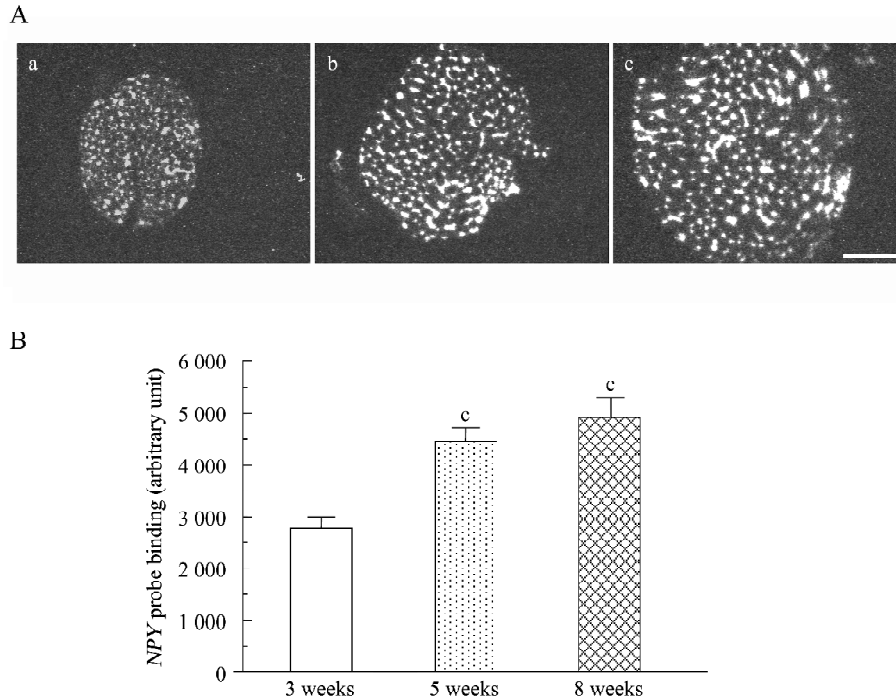 A
a
b
c
B
6 000
5 000
4 000
3 000
2 000
1 000
0
NPY probe binding (arbitrary unit)
c
c
3 weeks
5 weeks
8 weeks